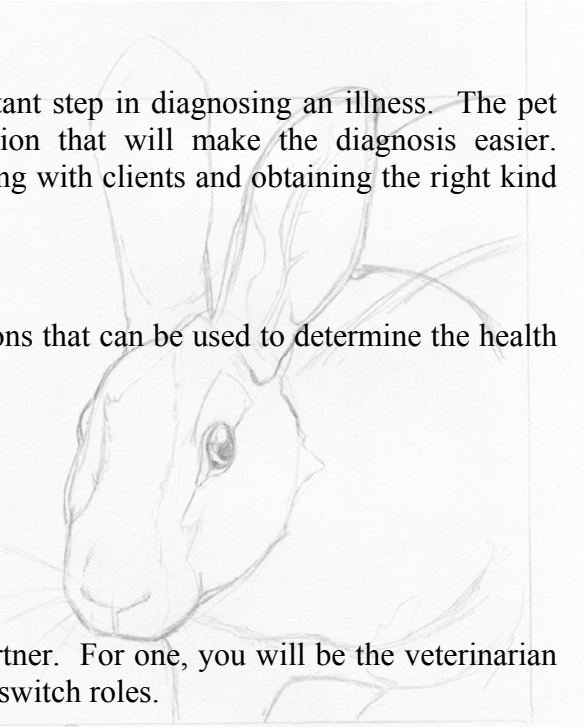 tant step in diagnosing an illness. The pet
ion that will make the diagnosis easier.
ng with clients and obtaining the right kind
ons that can be used to determine the health
rtner. For one, you will be the veterinarian
switch roles.